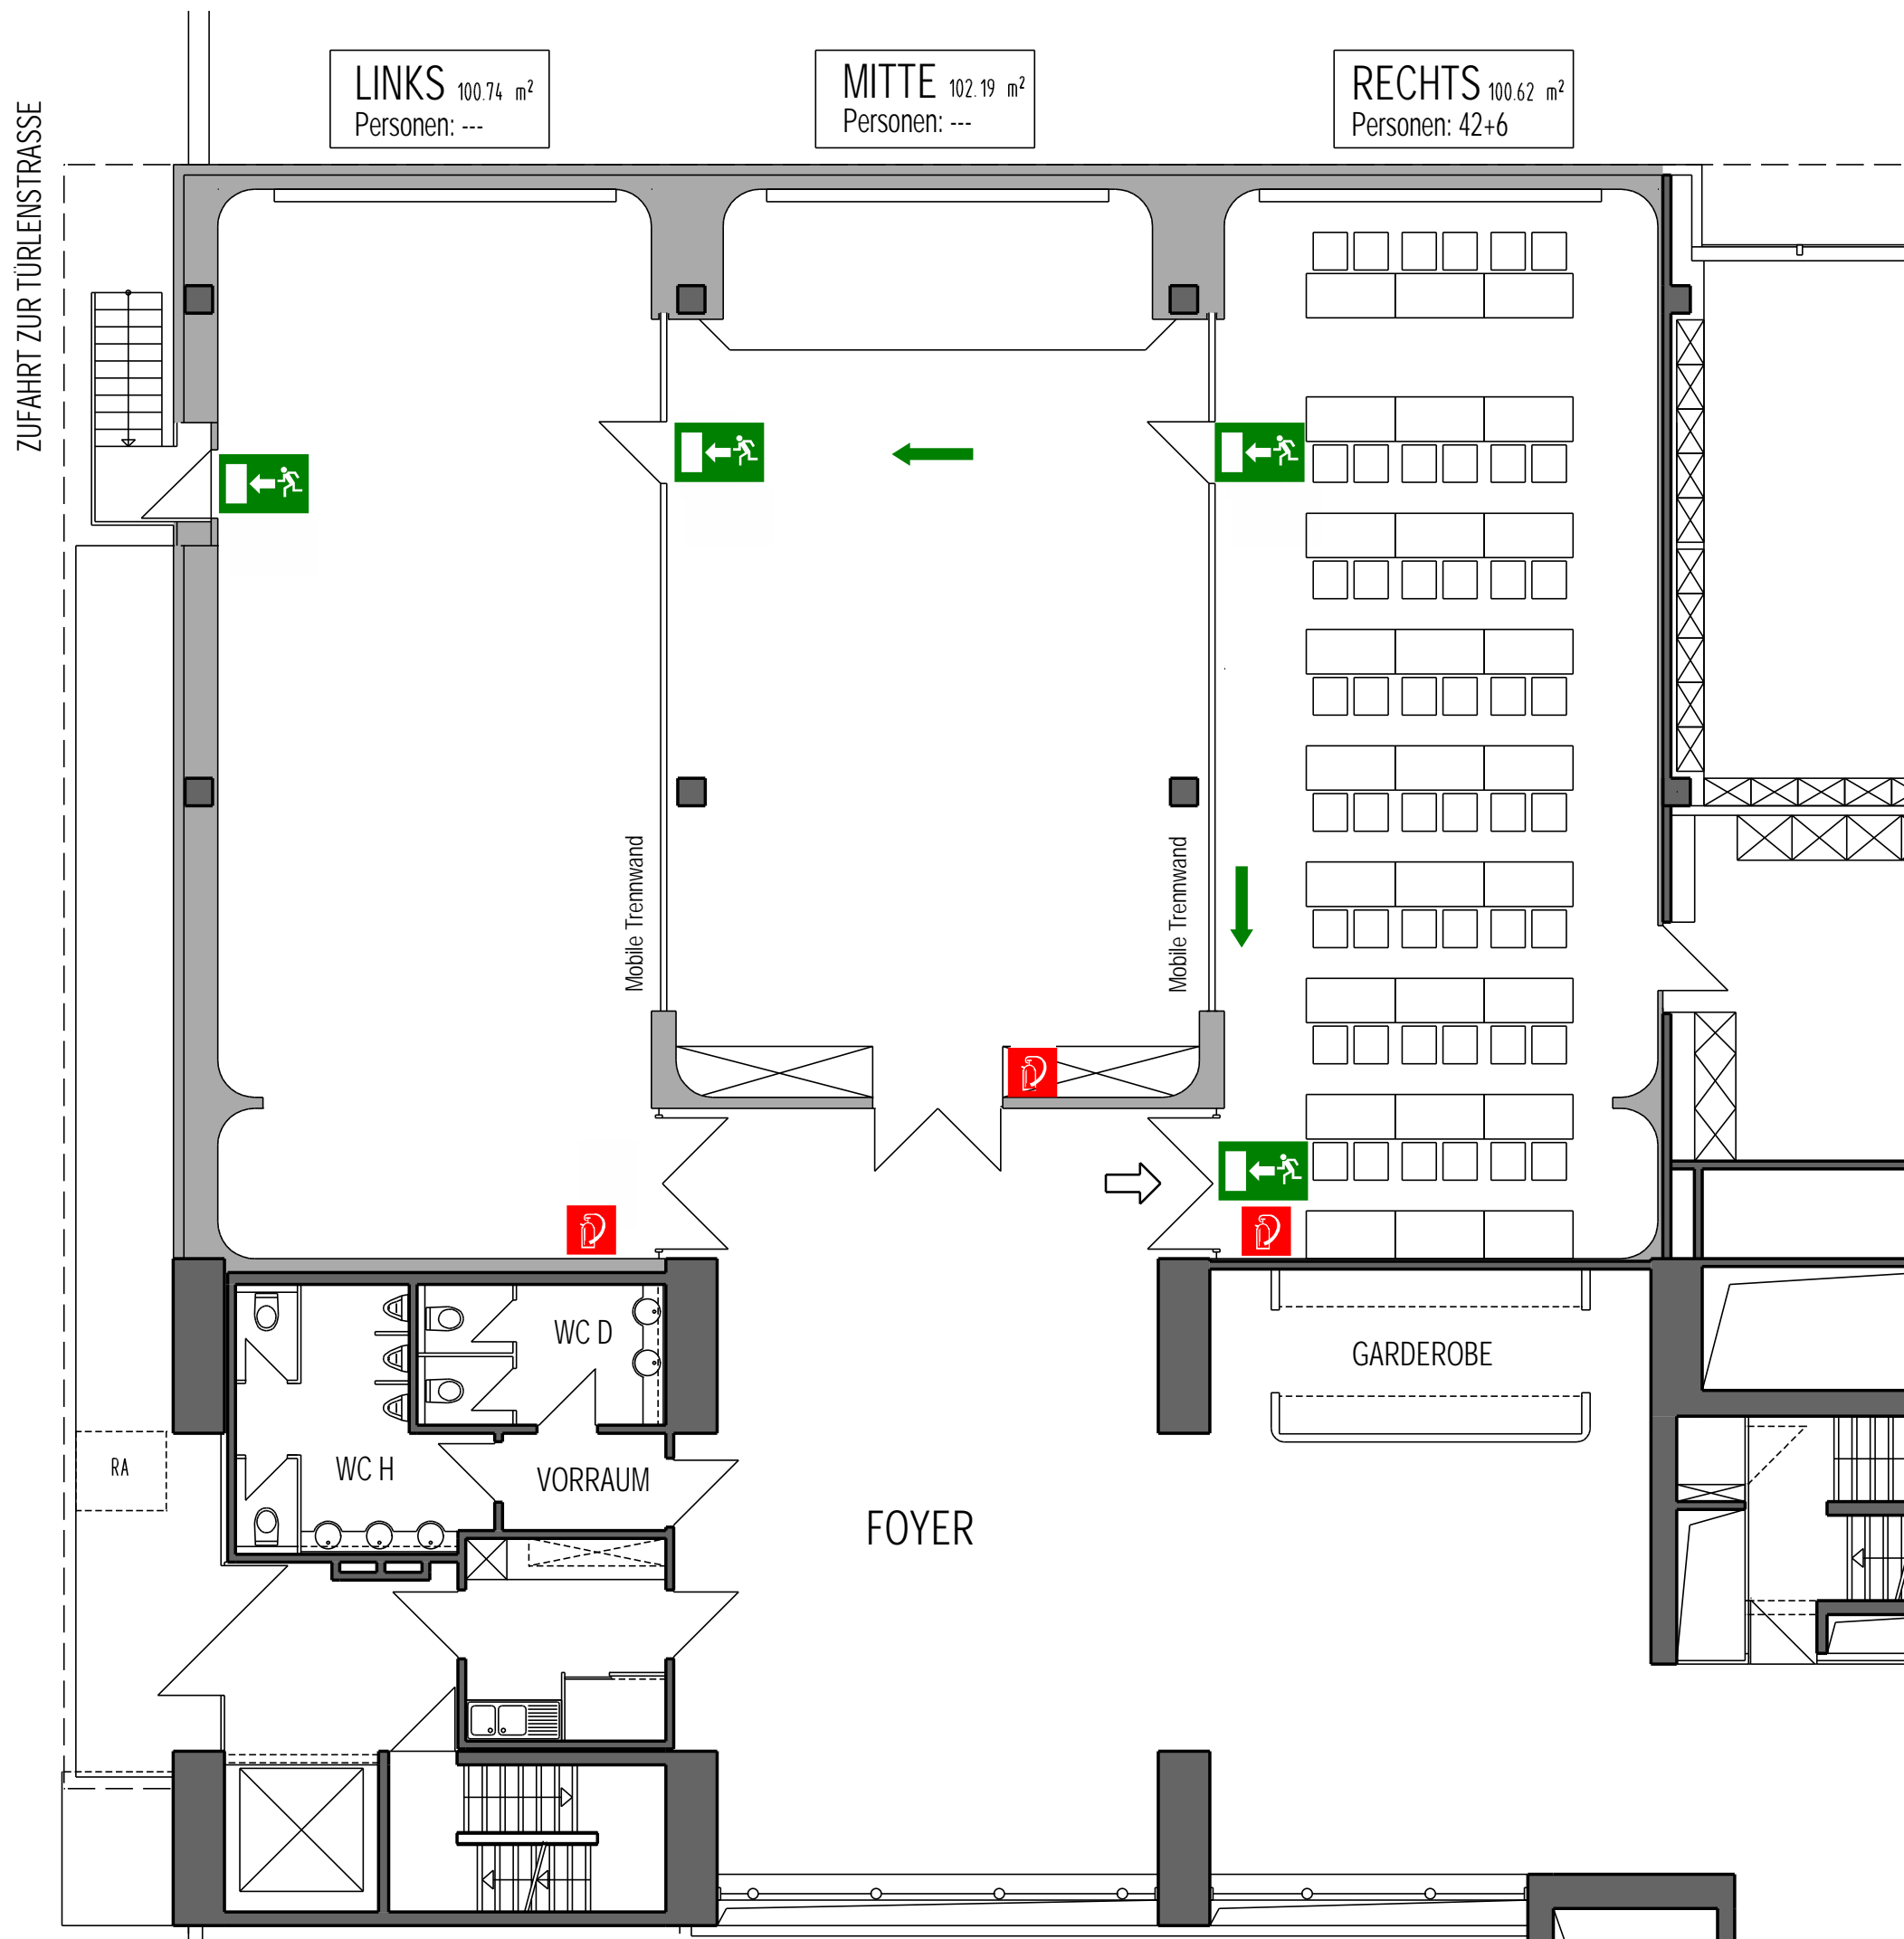 LINKS 100.74 m²
Personen: ---
MITTE 102.19 m²
Personen: ---
RECHTS 100.62 m²
Personen: 42+6
ZUFAHRT ZUR TÜRLENSTRASSE
Mobile Trennwand
Mobile Trennwand
WC D
GARDEROBE
RA
WC H
VORRAUM
FOYER